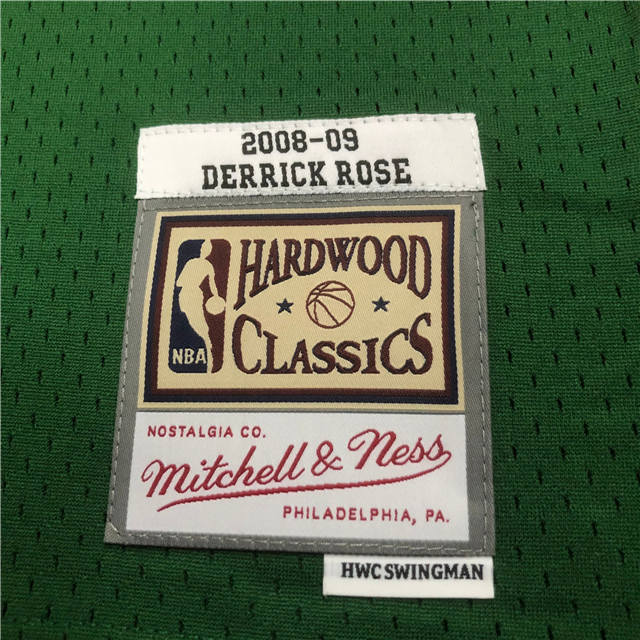 2008-09
DERRICK ROSE
HARDWOOD
CLASSICS
NBA
NOSTALGIA CO.
Mitchell & Ness
PHILADELPHIA, PA.
HWC SWINGMAN